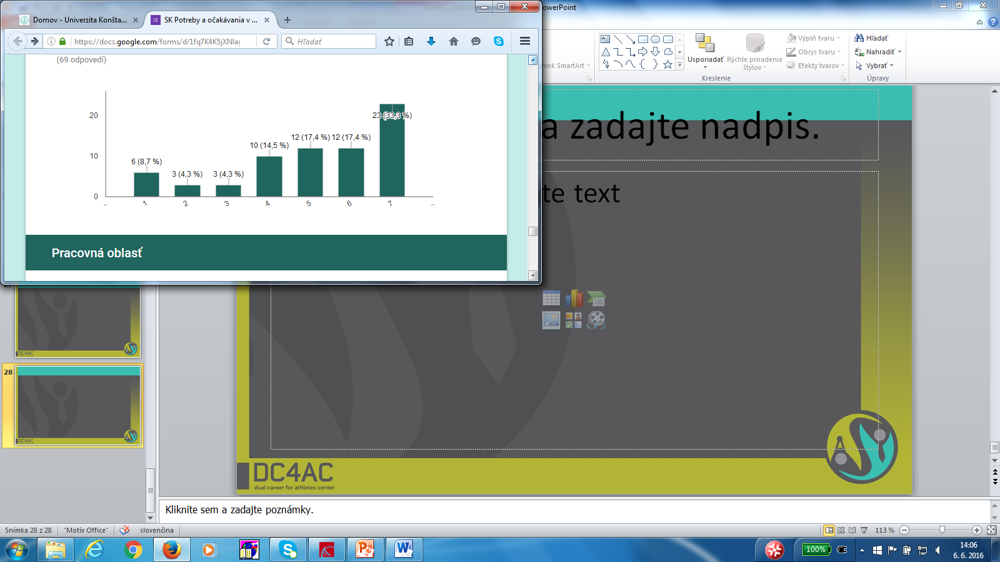 Domov - Univerzita Konšta...
SK Potreby a očakávania v ...
https://docs.google.com/forms/d/1fq7K4K5jXNlag
Hľadať
(69 odpovedí)
20
10
0
6 (8,7 %)
3 (4,3 %)
3 (4,3 %)
10 (14,5 %)
12 (17,4 %)
12 (17,4 %)
23 (33,3 %)
1 2 3 4 5 6 7
Pracovná oblasť
owerPoint
rvok SmartArt
Usporiadať
Rýchle priradenie
štýlov
Výplň tvaru
Obrys tvaru
Efekty tvarov
Kreslenie
Hľadať
Nahradiť
Vybrať
Úpravy
a zadajte nadpis.
te text
DC4AC
dual career for athletes center
DC4AC
28
DC4AC
Kliknite sem a zadajte poznámky.
Snímka 28 z 28
"Motív Office"
slovenčina
113 %
100%
14:06
6. 6. 2016